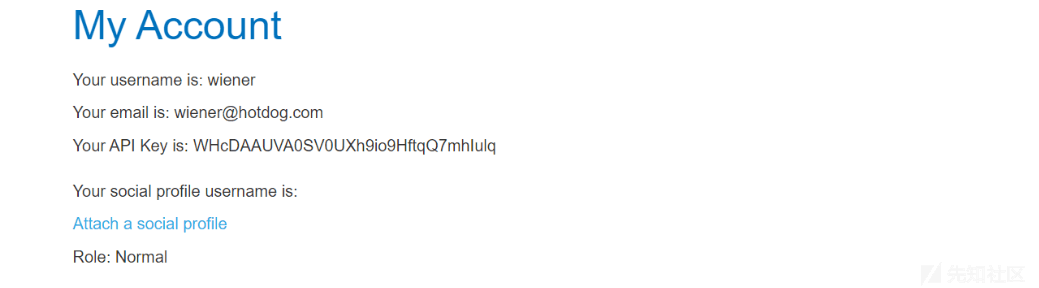 My Account
Your username is: wiener
Your email is: wiener@hotdog.com
Your API Key is: WHcDAAUVA0SV0UXh9io9HftqQ7mhIulq
Your social profile username is:
Attach a social profile
Role: Normal
先知社区